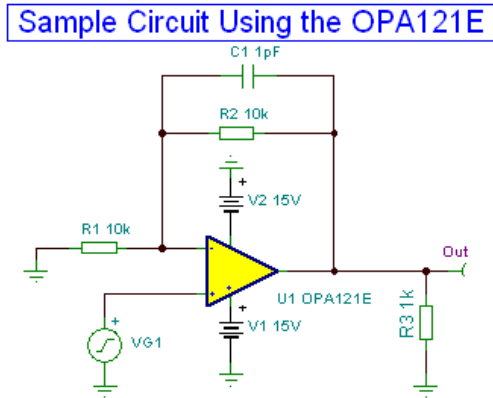 Sample Circuit Using the OPA121E
C1 1pF
R2 10k
+
V2 15V
R1 10k
-
+ +
U1 OPA121E
Out
+
V1 15V
R3 1k
+
VG1